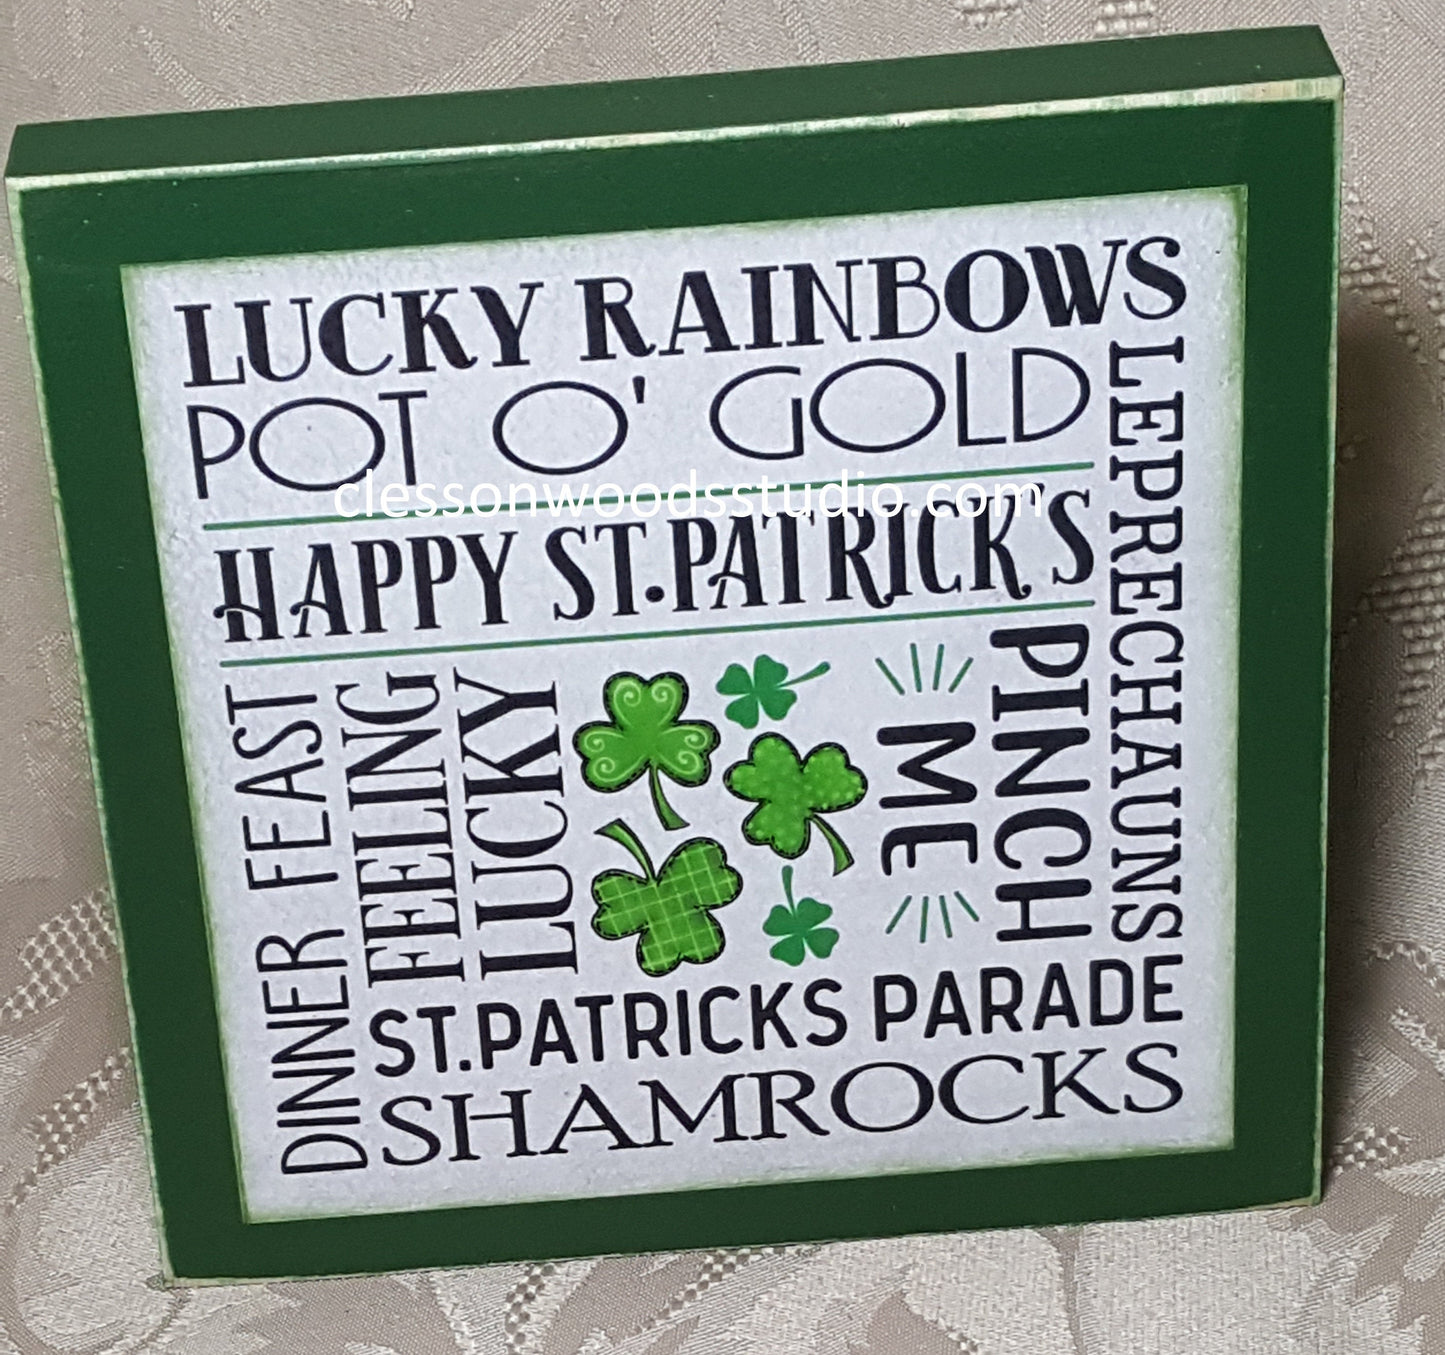 LUCKY RAINBOWS
POT O' GOLD
clessonwoodsstudio.com
HAPPY ST.PATRICK'S
LEPRECHAUNS
DINNER FEAST
FEELING
LUCKY
PINCH
ME
ST.PATRICKS PARADE
SHAMROCKS